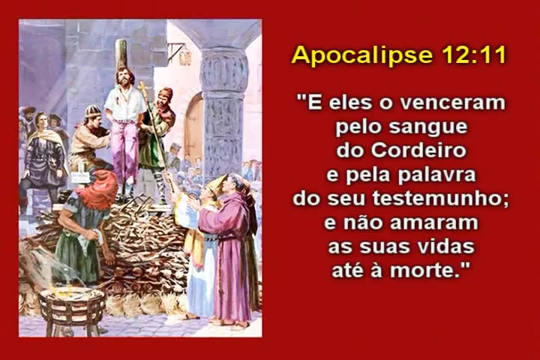 Apocalipse 12:11
"E eles o venceram
pelo sangue
do Cordeiro
e pela palavra
do seu testemunho;
e não amaram
as suas vidas
até à morte."